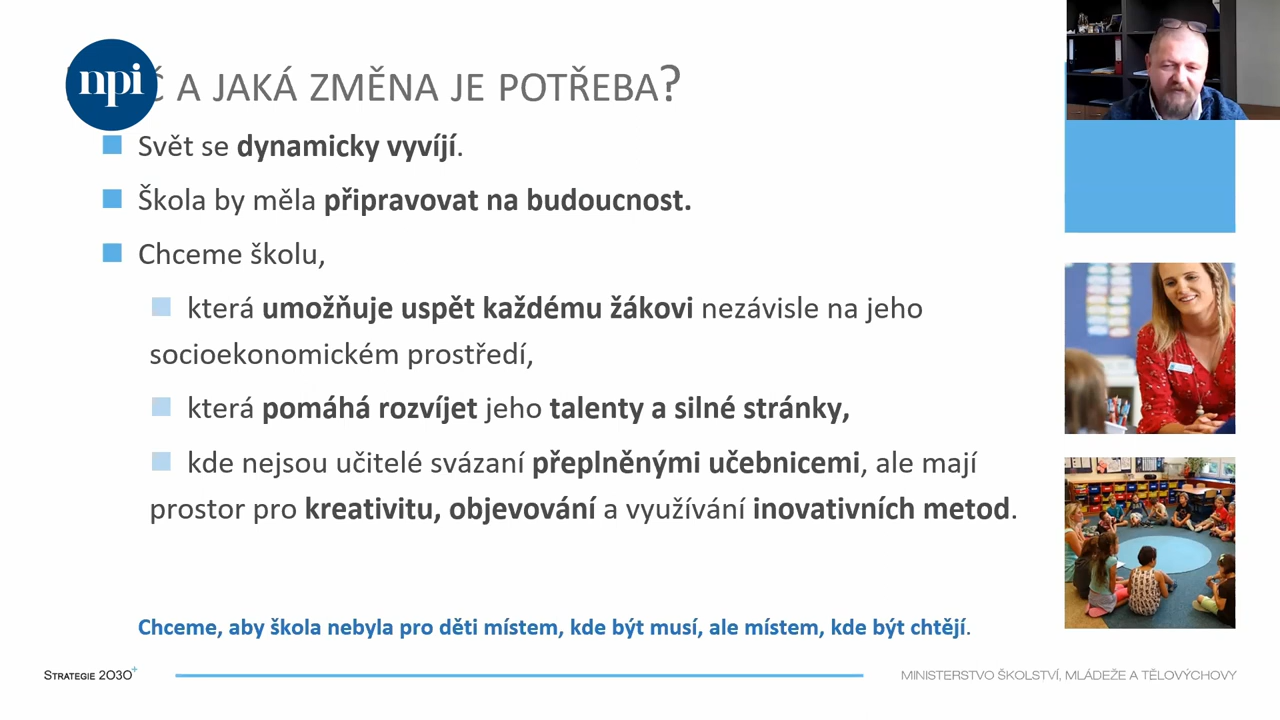 npi
Č A JAKÁ ZMĚNA JE POTŘEBA?
Svět se dynamicky vyvíjí.
Škola by měla připravovat na budoucnost.
Chceme školu,
která umožňuje uspět každému žákovi nezávisle na jeho
socioekonomickém prostředí,
která pomáhá rozvíjet jeho talenty a silné stránky,
kde nejsou učitelé svázaní přeplněnými učebnicemi, ale mají
prostor pro kreativitu, objevování a využívání inovativních metod.
Chceme, aby škola nebyla pro děti místem, kde být musí, ale místem, kde být chtějí.
STRATEGIE 2030+
MINISTERSTVO ŠKOLSTVÍ, MLÁDEŽE A TĚLOVÝCHOVY